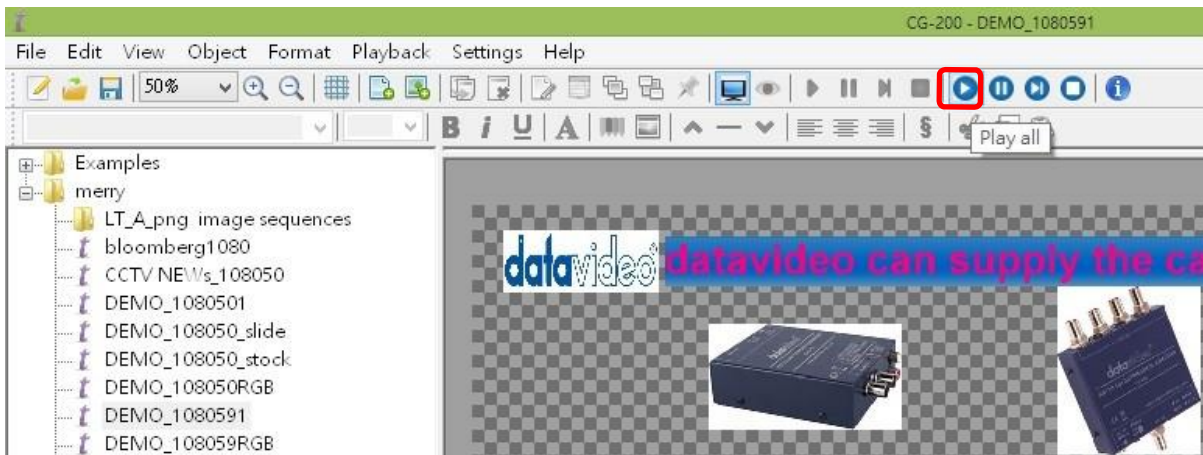 CG-200 - DEMO_1080591
File Edit View Object Format Playback Settings Help
50%
B i U A §
Play all
Examples
merry
LT_A_png image sequences
bloomberg1080
CCTV NEWs_108050
DEMO_1080501
DEMO_108050_slide
DEMO_108050_stock
DEMO_108050RGB
DEMO_1080591
DEMO_108059RGB
datavideo datavideo can supply the ca
datavideo